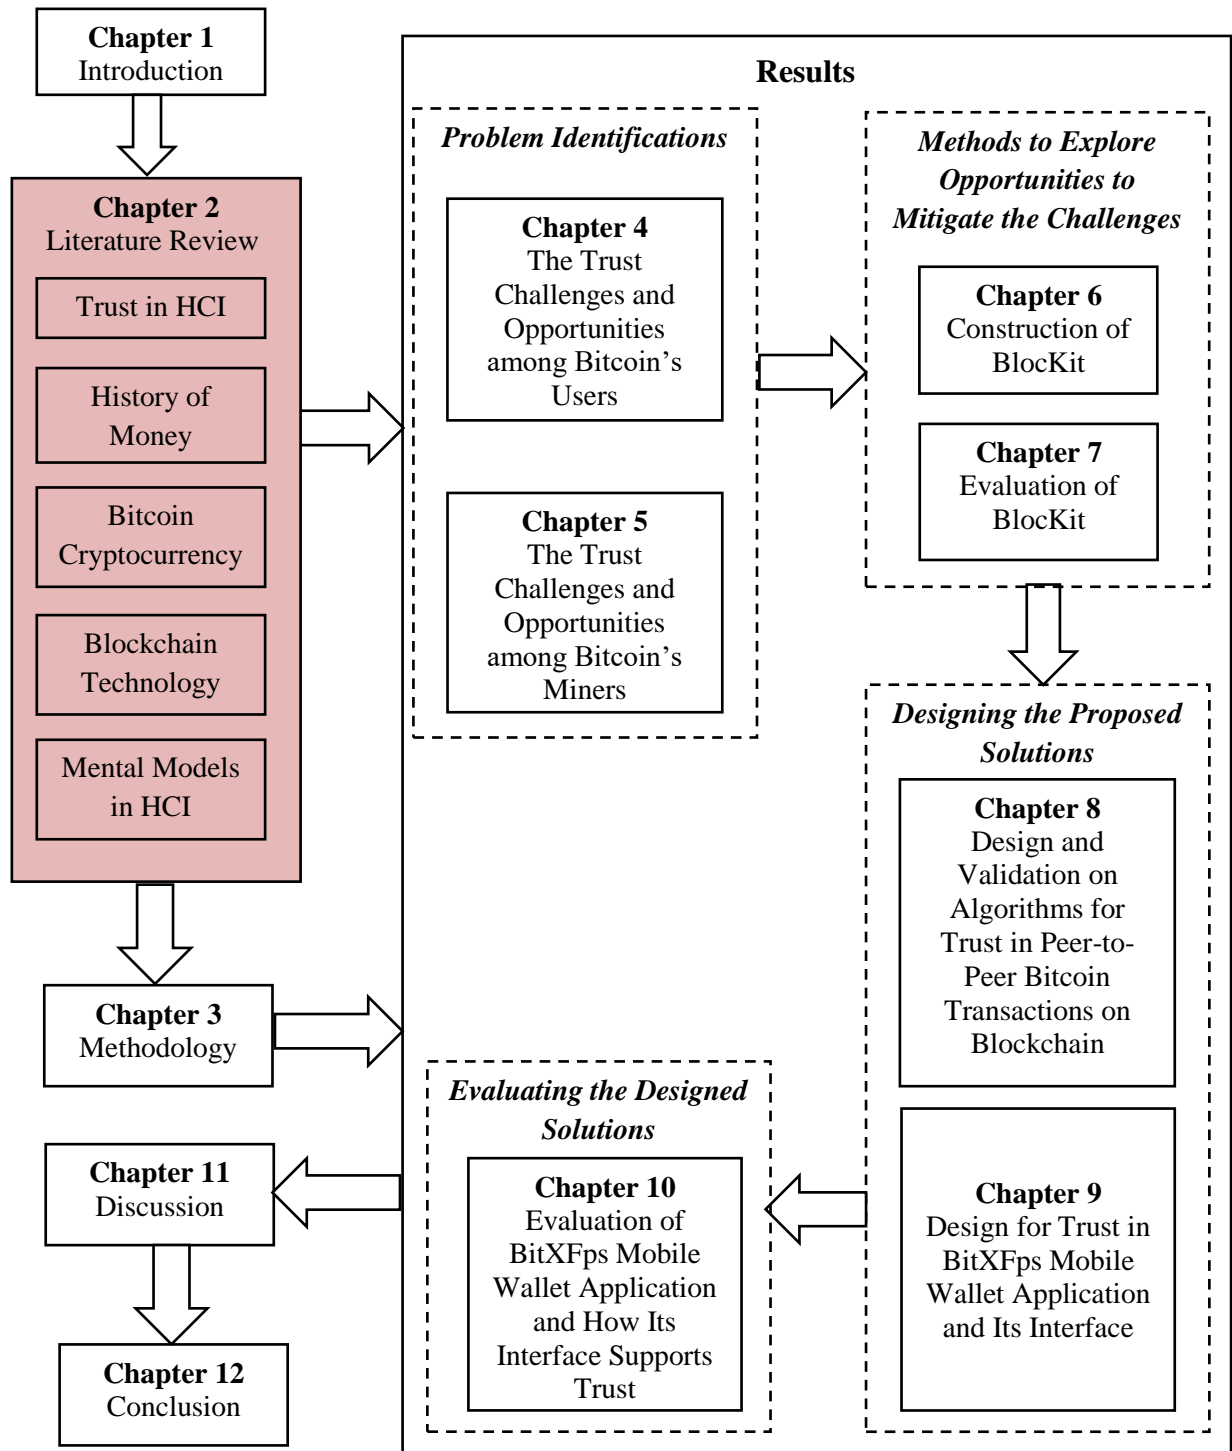 Chapter 1
Introduction
Chapter 2
Literature Review
Trust in HCI
History of
Money
Bitcoin
Cryptocurrency
Blockchain
Technology
Mental Models
in HCI
Chapter 3
Methodology
Results
Problem Identifications
Chapter 4
The Trust
Challenges and
Opportunities
among Bitcoin’s
Users
Chapter 5
The Trust
Challenges and
Opportunities
among Bitcoin’s
Miners
Methods to Explore
Opportunities to
Mitigate the Challenges
Chapter 6
Construction of
BlocKit
Chapter 7
Evaluation of
BlocKit
Designing the Proposed
Solutions
Chapter 8
Design and
Validation on
Algorithms for
Trust in Peer-to-
Peer Bitcoin
Transactions on
Blockchain
Chapter 9
Design for Trust in
BitXFps Mobile
Wallet Application
and Its Interface
Evaluating the Designed
Solutions
Chapter 10
Evaluation of
BitXFps Mobile
Wallet Application
and How Its
Interface Supports
Trust
Chapter 11
Discussion
Chapter 12
Conclusion